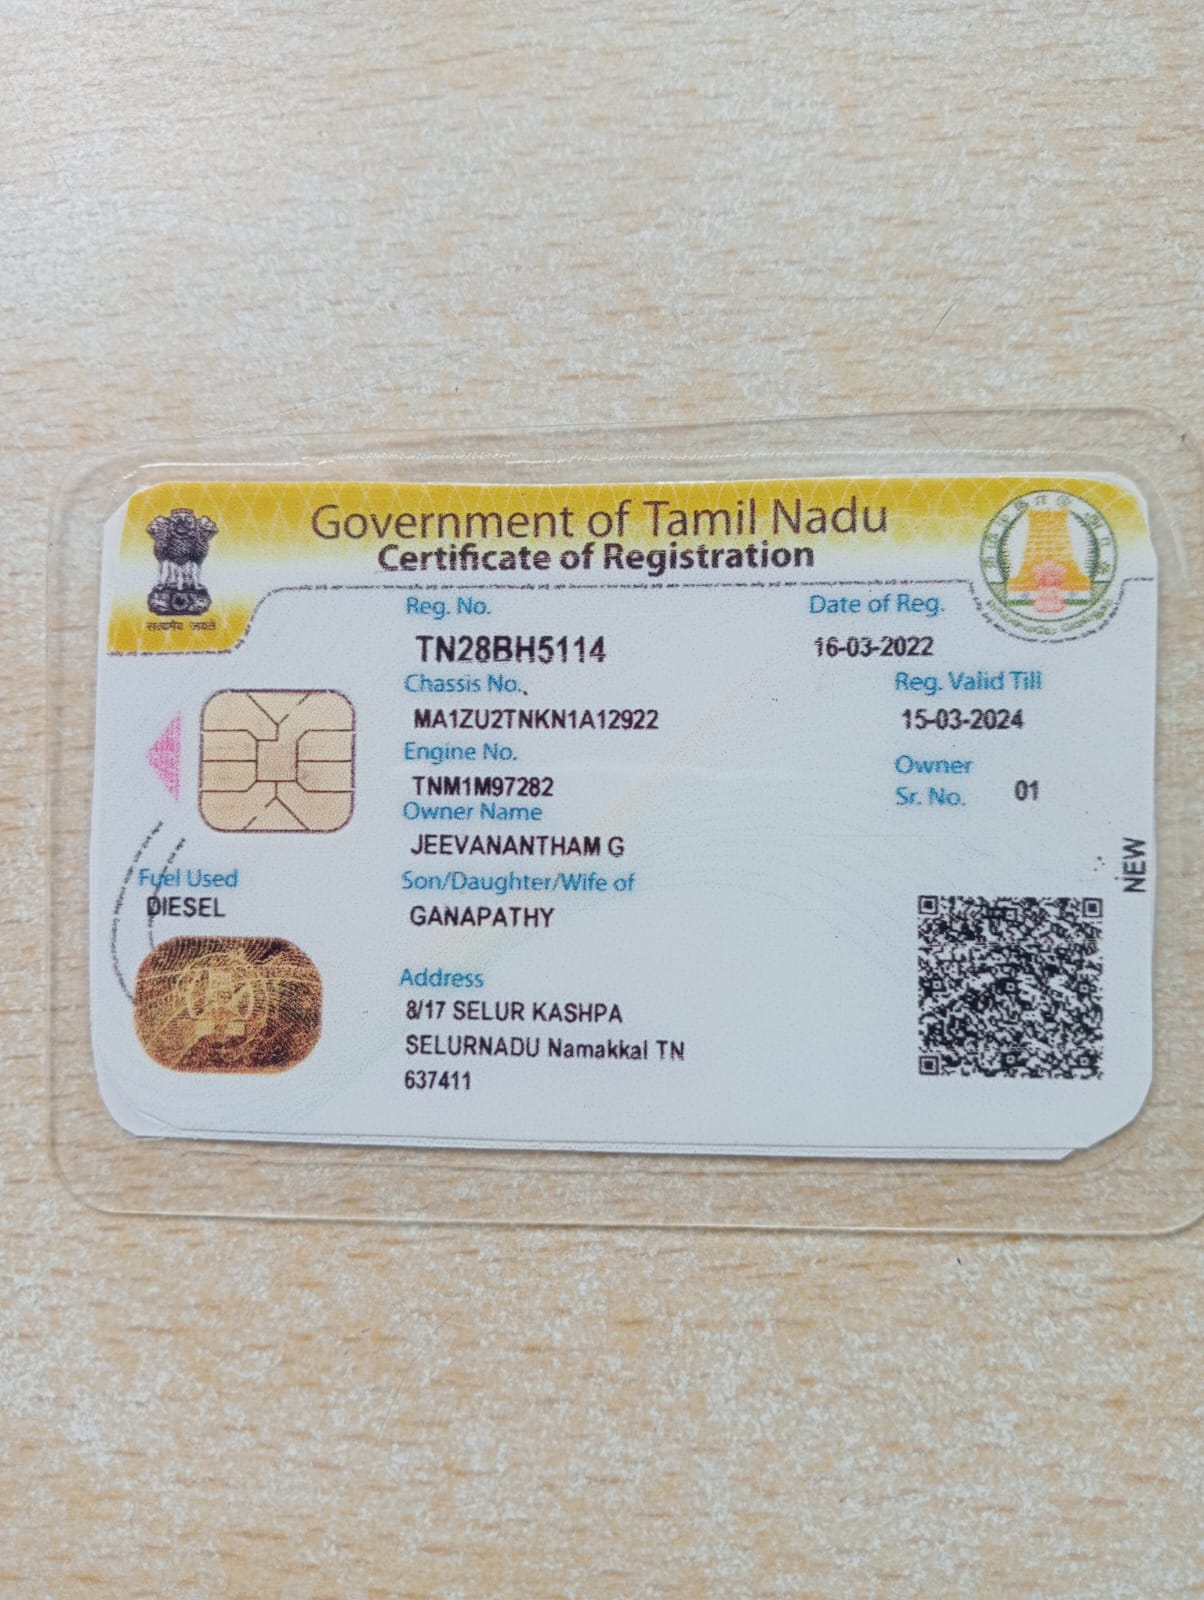 Government of Tamil Nadu
Certificate of Registration
सत्यमेव जयते
Reg. No.
Date of Reg.
TN28BH5114
16-03-2022
Chassis No.
Reg. Valid Till
MA1ZU2TNKN1A12922
15-03-2024
Engine No.
TNM1M97282
Owner
Sr. No. 01
Owner Name
JEEVANANTHAM G
NEW
Fuel Used
DIESEL
Son/Daughter/Wife of
GANAPATHY
Address
8/17 SELUR KASHPA
SELURNADU Namakkal TN
637411